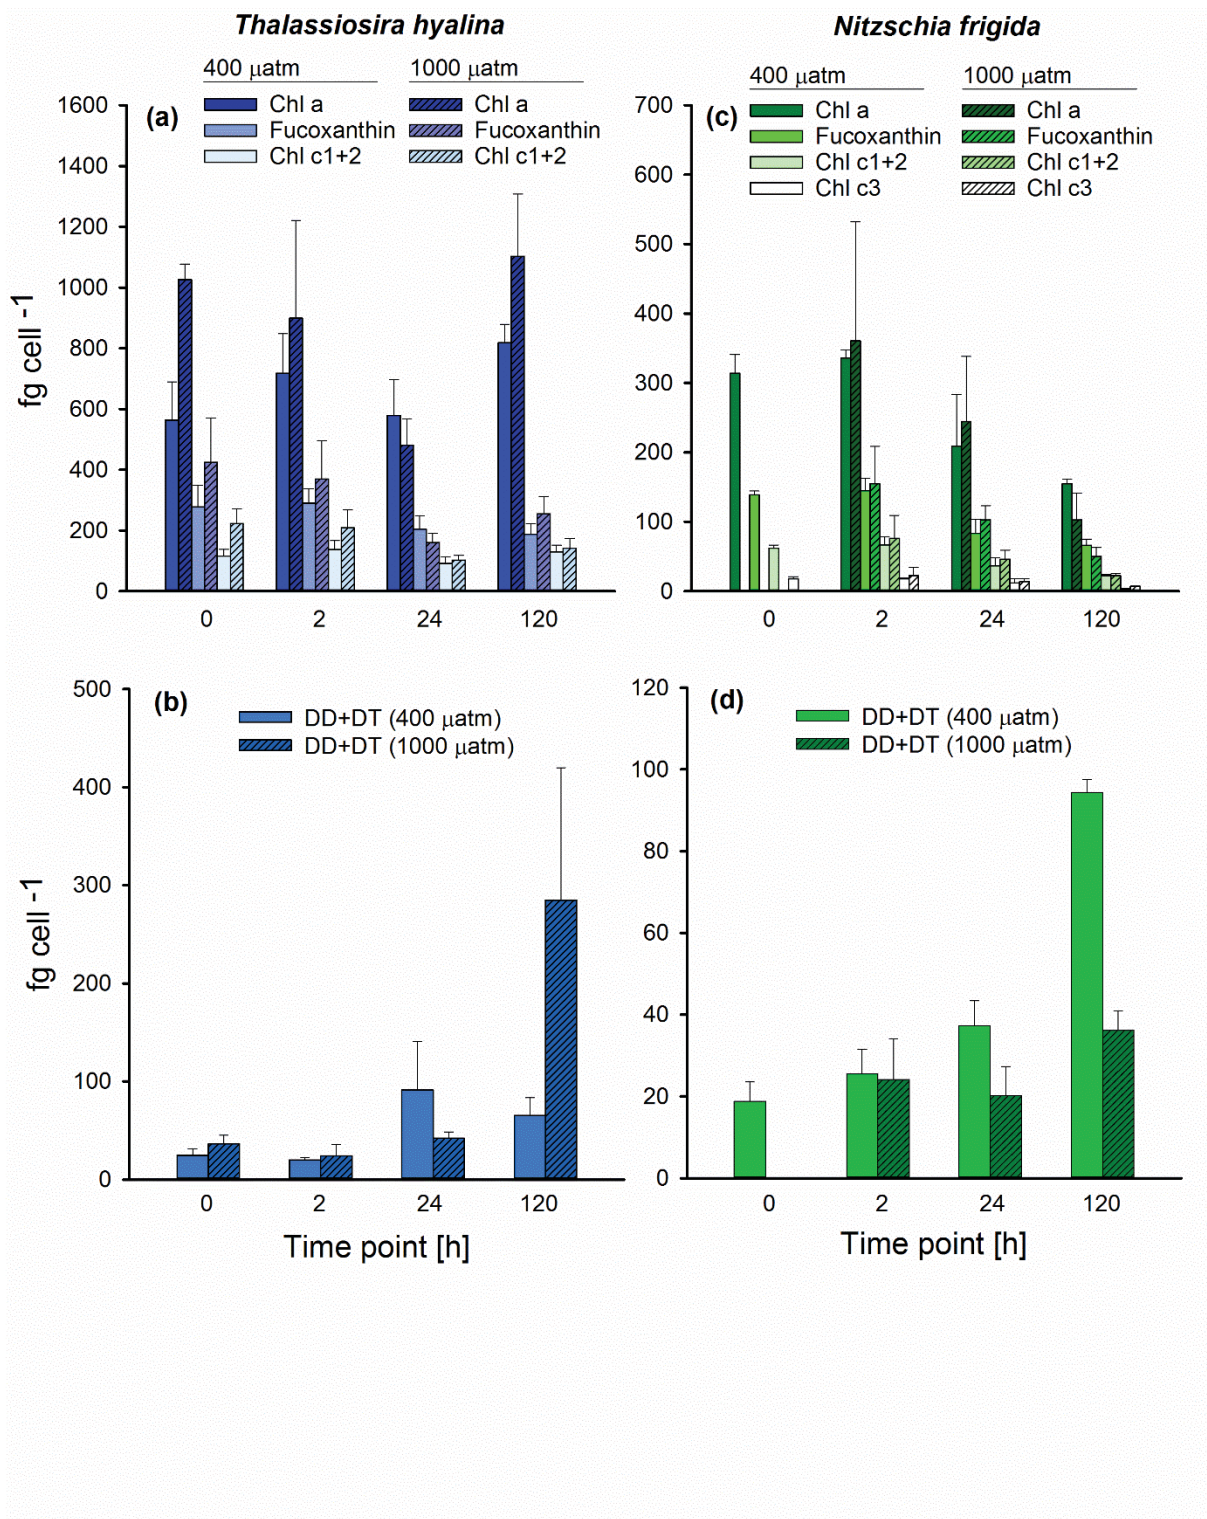 Thalassiosira hyalina
Nitzschia frigida
400 μatm 1000 μatm
Chl a Chl a
Fucoxanthin Fucoxanthin
Chl c1+2 Chl c1+2
(a)
1600
1400
1200
1000
800
600
400
200
0
fg cell -1
0 2 24 120
400 μatm 1000 μatm
Chl a Chl a
Fucoxanthin Fucoxanthin
Chl c1+2 Chl c1+2
Chl c3 Chl c3
(c)
700
600
500
400
300
200
100
0
0 2 24 120
(b)
DD+DT (400 μatm)
DD+DT (1000 μatm)
500
400
300
200
100
0
fg cell -1
0 2 24 120
Time point [h]
(d)
DD+DT (400 μatm)
DD+DT (1000 μatm)
120
100
80
60
40
20
0
0 2 24 120
Time point [h]